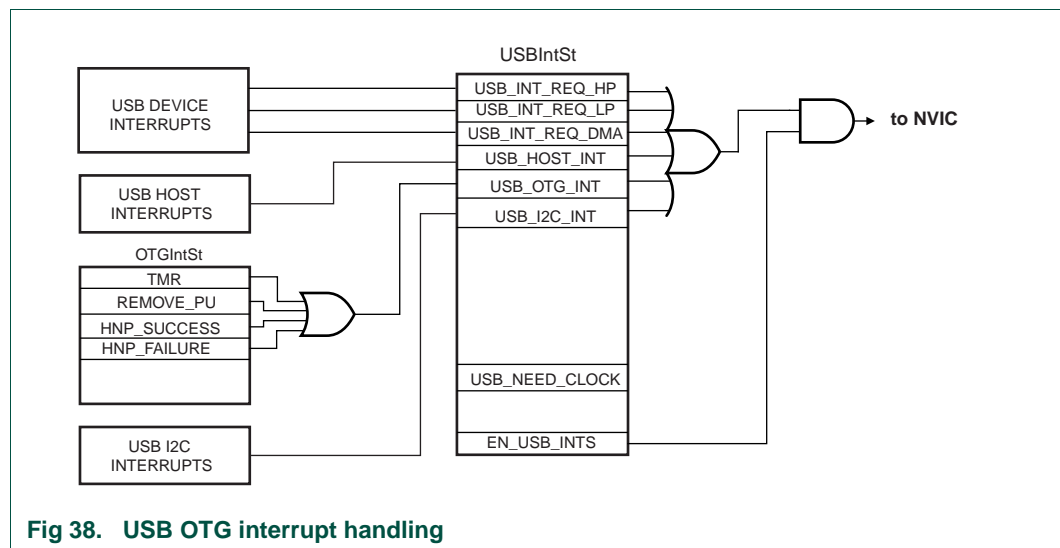 USBIntSt
USB DEVICE
INTERRUPTS
USB_INT_REQ_HP
USB_INT_REQ_LP
USB_INT_REQ_DMA
USB_HOST_INT
USB_OTG_INT
USB_I2C_INT
to NVIC
USB HOST
INTERRUPTS
OTGIntSt
TMR
REMOVE_PU
HNP_SUCCESS
HNP_FAILURE
USB_NEED_CLOCK
USB I2C
INTERRUPTS
EN_USB_INTS
Fig 38. USB OTG interrupt handling